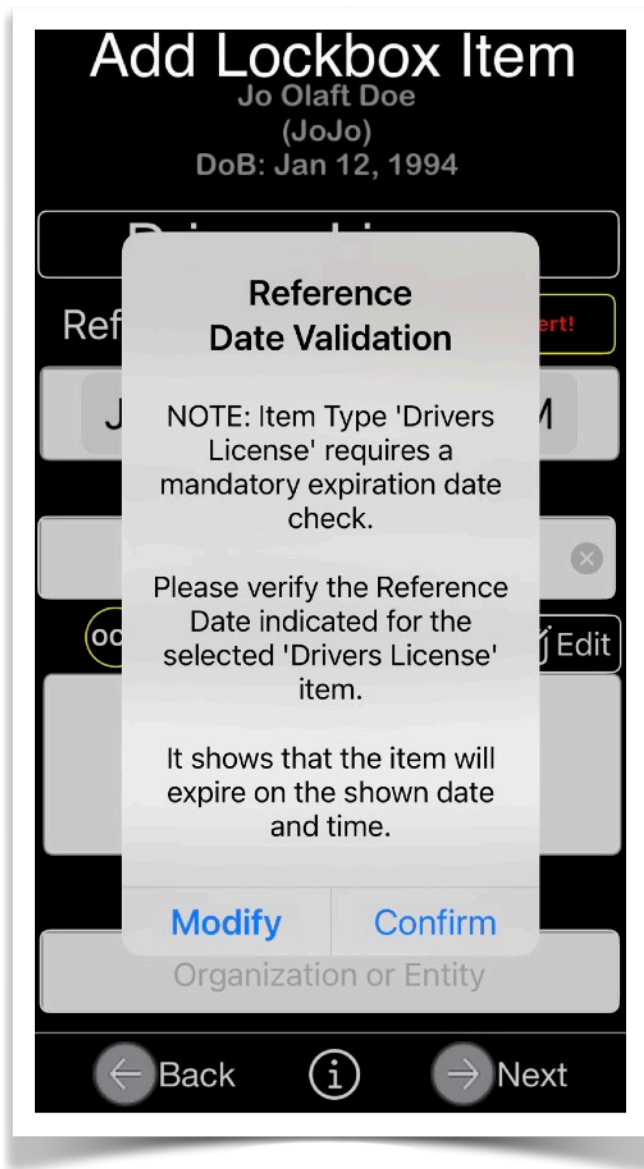 Add Lockbox Item
Jo Olaft Doe
(JoJo)
DoB: Jan 12, 1994
Reference
Date Validation
NOTE: Item Type 'Drivers
License' requires a
mandatory expiration date
check.
Please verify the Reference
Date indicated for the
selected 'Drivers License'
item.
It shows that the item will
expire on the shown date
and time.
Edit
Modify Confirm
Organization or Entity
Back Next